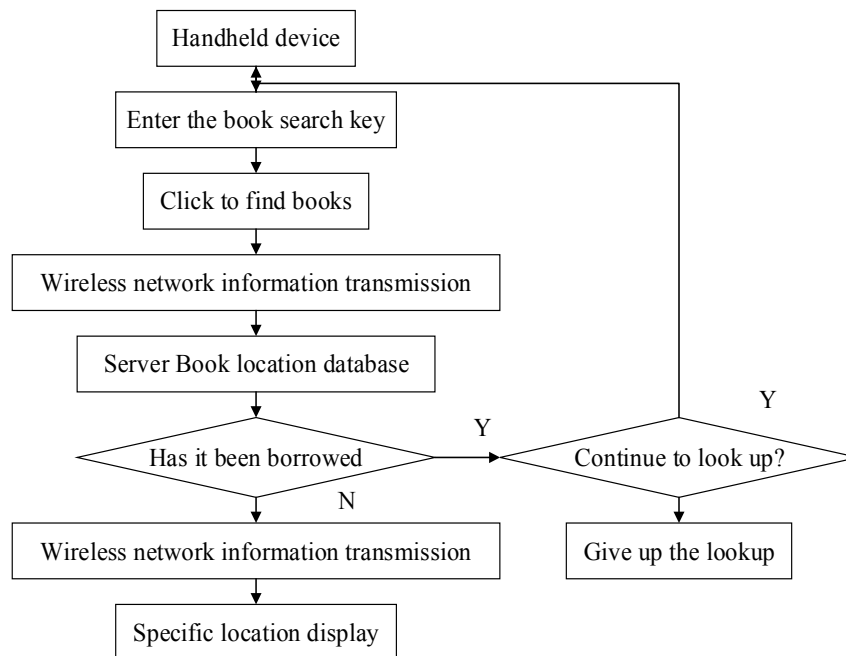 Handheld device
Enter the book search key
Click to find books
Wireless network information transmission
Server Book location database
Y
Y
Has it been borrowed
Continue to look up?
N
Wireless network information transmission
Give up the lookup
Specific location display